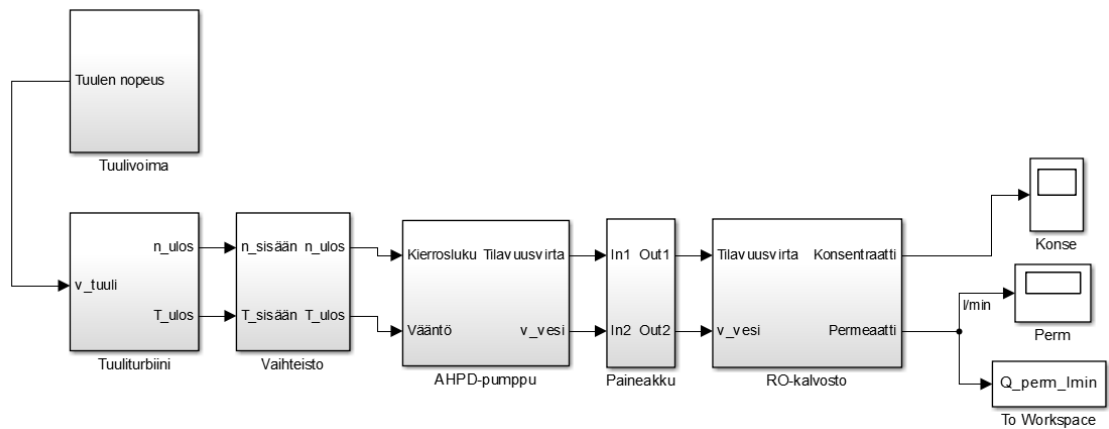 Tuulen nopeus
Tuulivoima
v_tuuli
n_ulos
T_ulos
Tuuliturbiini
n_sisään n_ulos
T_sisään T_ulos
Vaihteisto
Kierrosluku Tilavuusvirta
Vääntö v_vesi
AHPD-pumppu
In1 Out1
In2 Out2
Paineakku
Tilavuusvirta Konsentraatti
v_vesi Permeaatti
RO-kalvosto
Konse
l/min
Perm
Q_perm_lmin
To Workspace